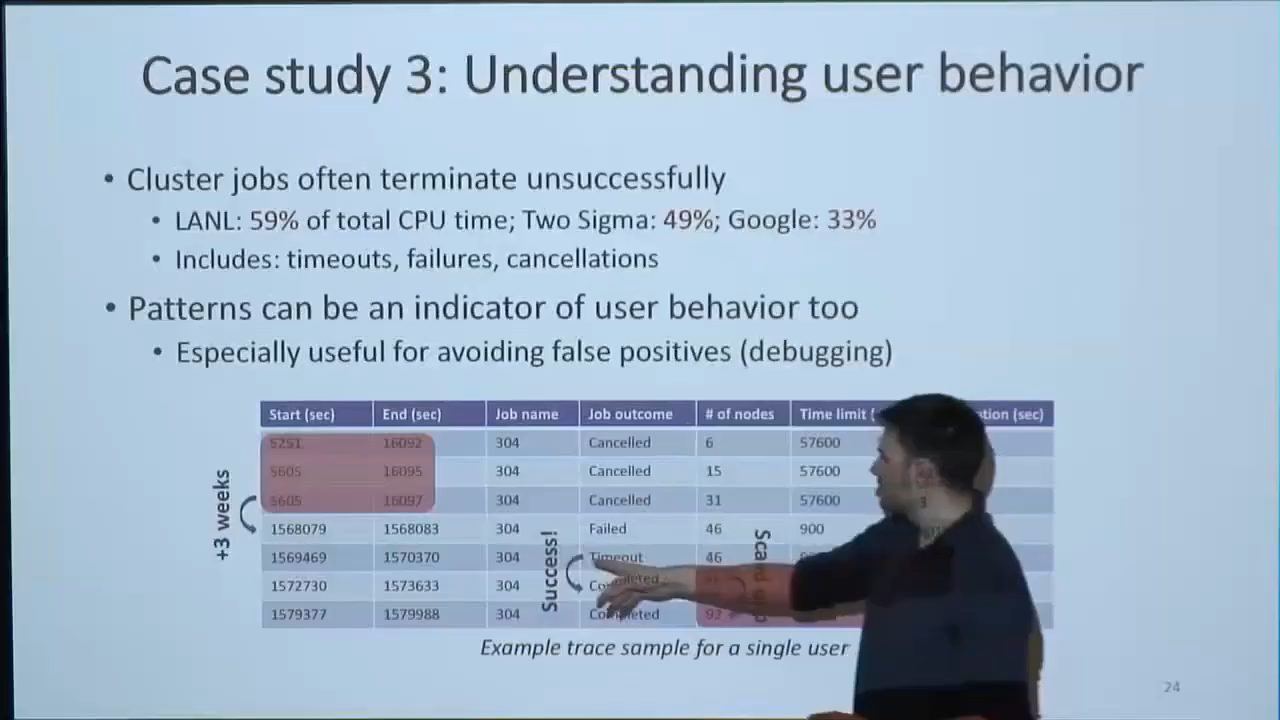 Case study 3: Understanding user behavior
• Cluster jobs often terminate unsuccessfully
• LANL: 59% of total CPU time; Two Sigma: 49%; Google: 33%
• Includes: timeouts, failures, cancellations
• Patterns can be an indicator of user behavior too
• Especially useful for avoiding false positives (debugging)
Start (sec) End (sec) Job name Job outcome # of nodes Time limit (sec)
5251 16092 304 Cancelled 6 57600
5605 16095 304 Cancelled 15 57600
5605 16097 304 Cancelled 31 57600
1568079 1568083 304 Failed 46 900
1569469 1570370 304 Timeout 46
1572730 1573633 304 Completed
1579377 1579988 304 Completed 92
+3 weeks
Success!
Example trace sample for a single user
24